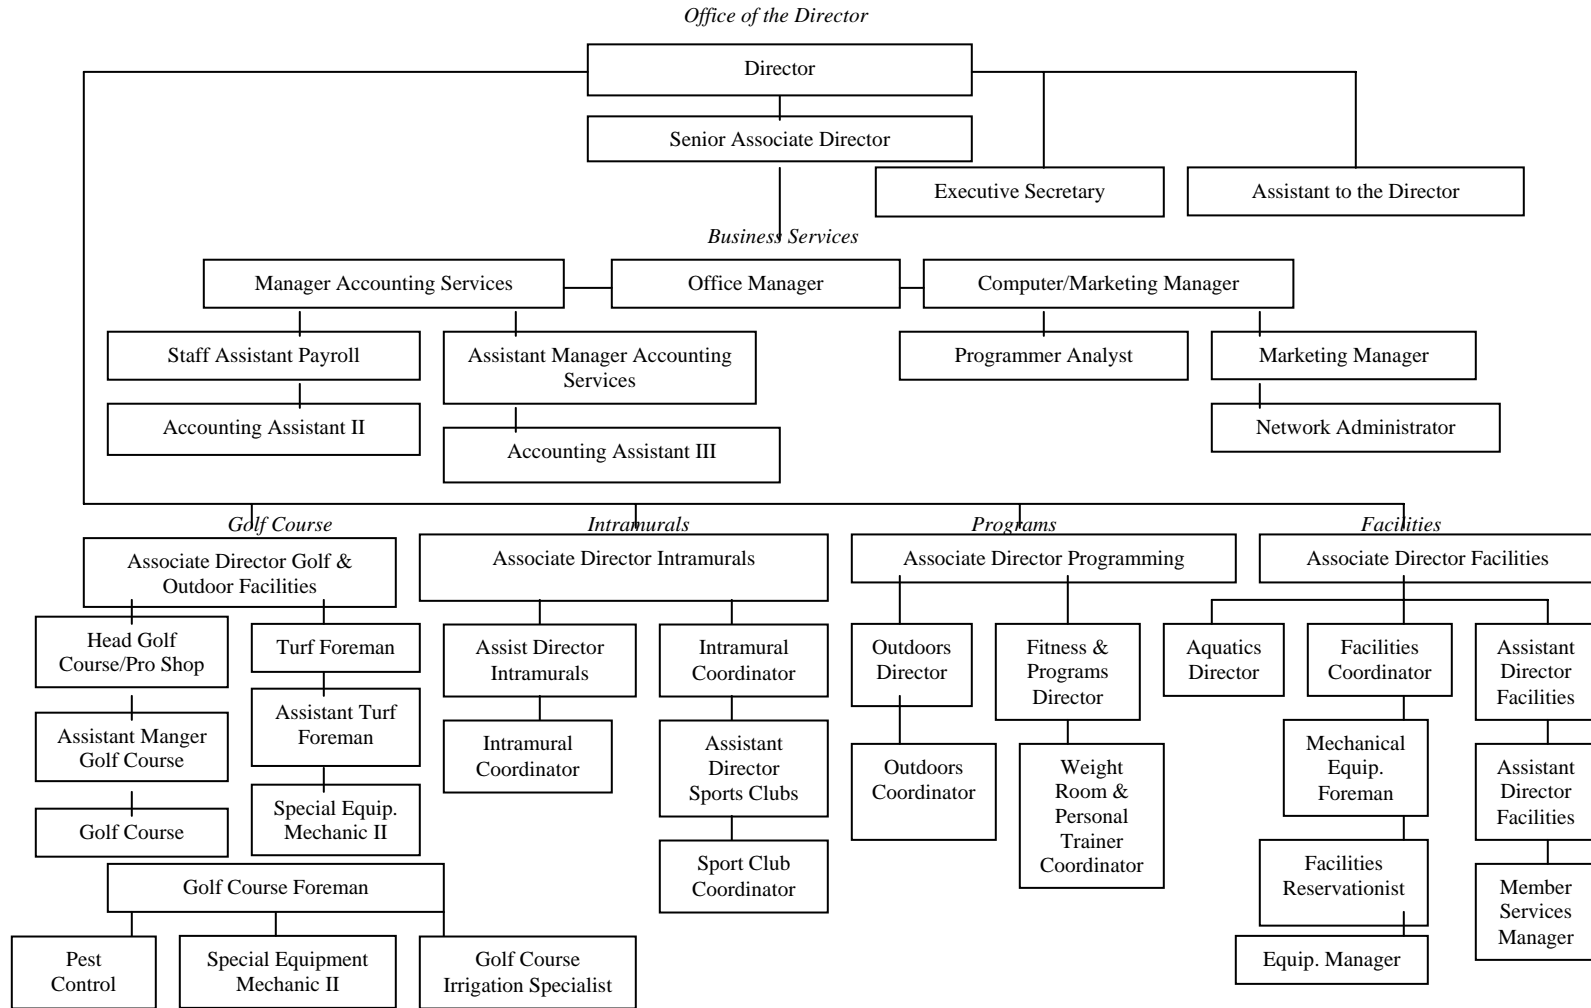 Office of the Director
Director
Senior Associate Director
Executive Secretary
Assistant to the Director
Business Services
Manager Accounting Services
Office Manager
Computer/Marketing Manager
Staff Assistant Payroll
Assistant Manager Accounting
Services
Programmer Analyst
Marketing Manager
Accounting Assistant II
Accounting Assistant III
Network Administrator
Golf Course
Associate Director Golf &
Outdoor Facilities
Head Golf
Course/Pro Shop
Assistant Manger
Golf Course
Golf Course
Turf Foreman
Assistant Turf
Foreman
Special Equip.
Mechanic II
Golf Course Foreman
Pest
Control
Special Equipment
Mechanic II
Golf Course
Irrigation Specialist
Intramurals
Associate Director Intramurals
Assist Director
Intramurals
Intramural
Coordinator
Intramural
Coordinator
Assistant
Director
Sports Clubs
Sport Club
Coordinator
Programs
Associate Director Programming
Outdoors
Director
Outdoors
Coordinator
Fitness &
Programs
Director
Weight
Room &
Personal
Trainer
Coordinator
Facilities
Associate Director Facilities
Aquatics
Director
Facilities
Coordinator
Mechanical
Equip.
Foreman
Facilities
Reservationist
Equip. Manager
Assistant
Director
Facilities
Assistant
Director
Facilities
Member
Services
Manager